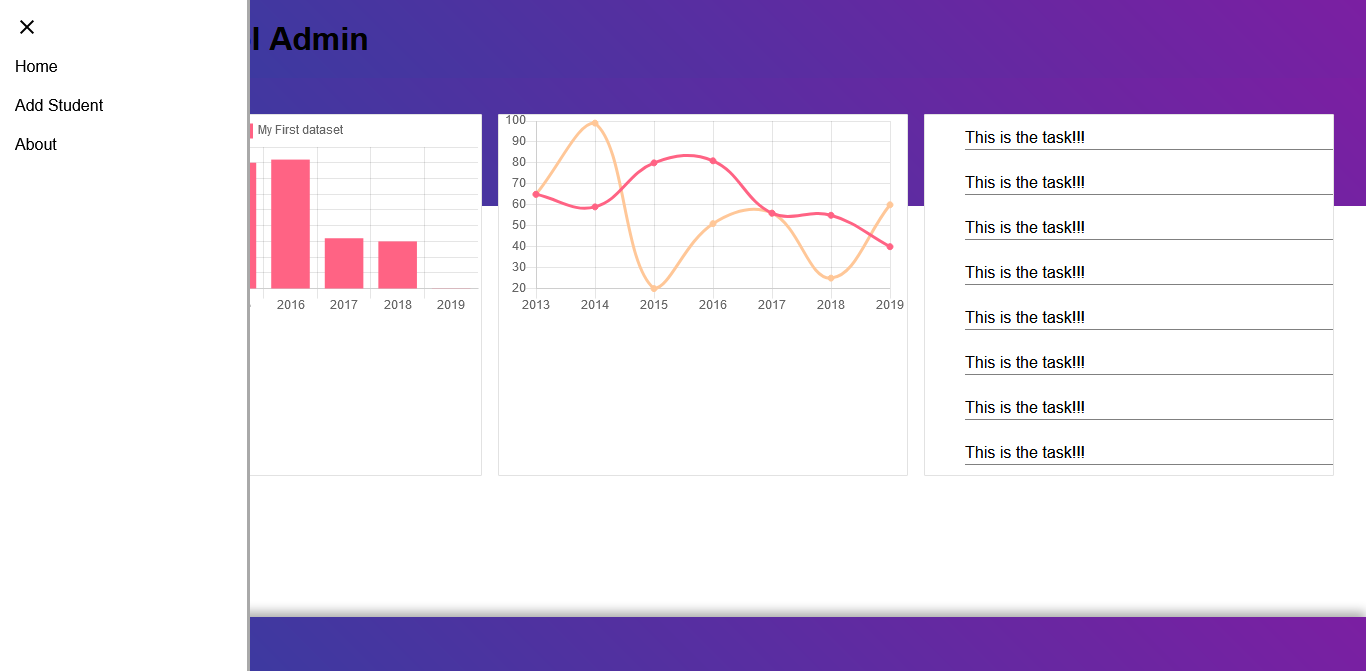 l Admin
Home
Add Student
About
My First dataset
2016 2017 2018 2019
100
90
80
70
60
50
40
30
20
2013 2014 2015 2016 2017 2018 2019
This is the task!!!
This is the task!!!
This is the task!!!
This is the task!!!
This is the task!!!
This is the task!!!
This is the task!!!
This is the task!!!